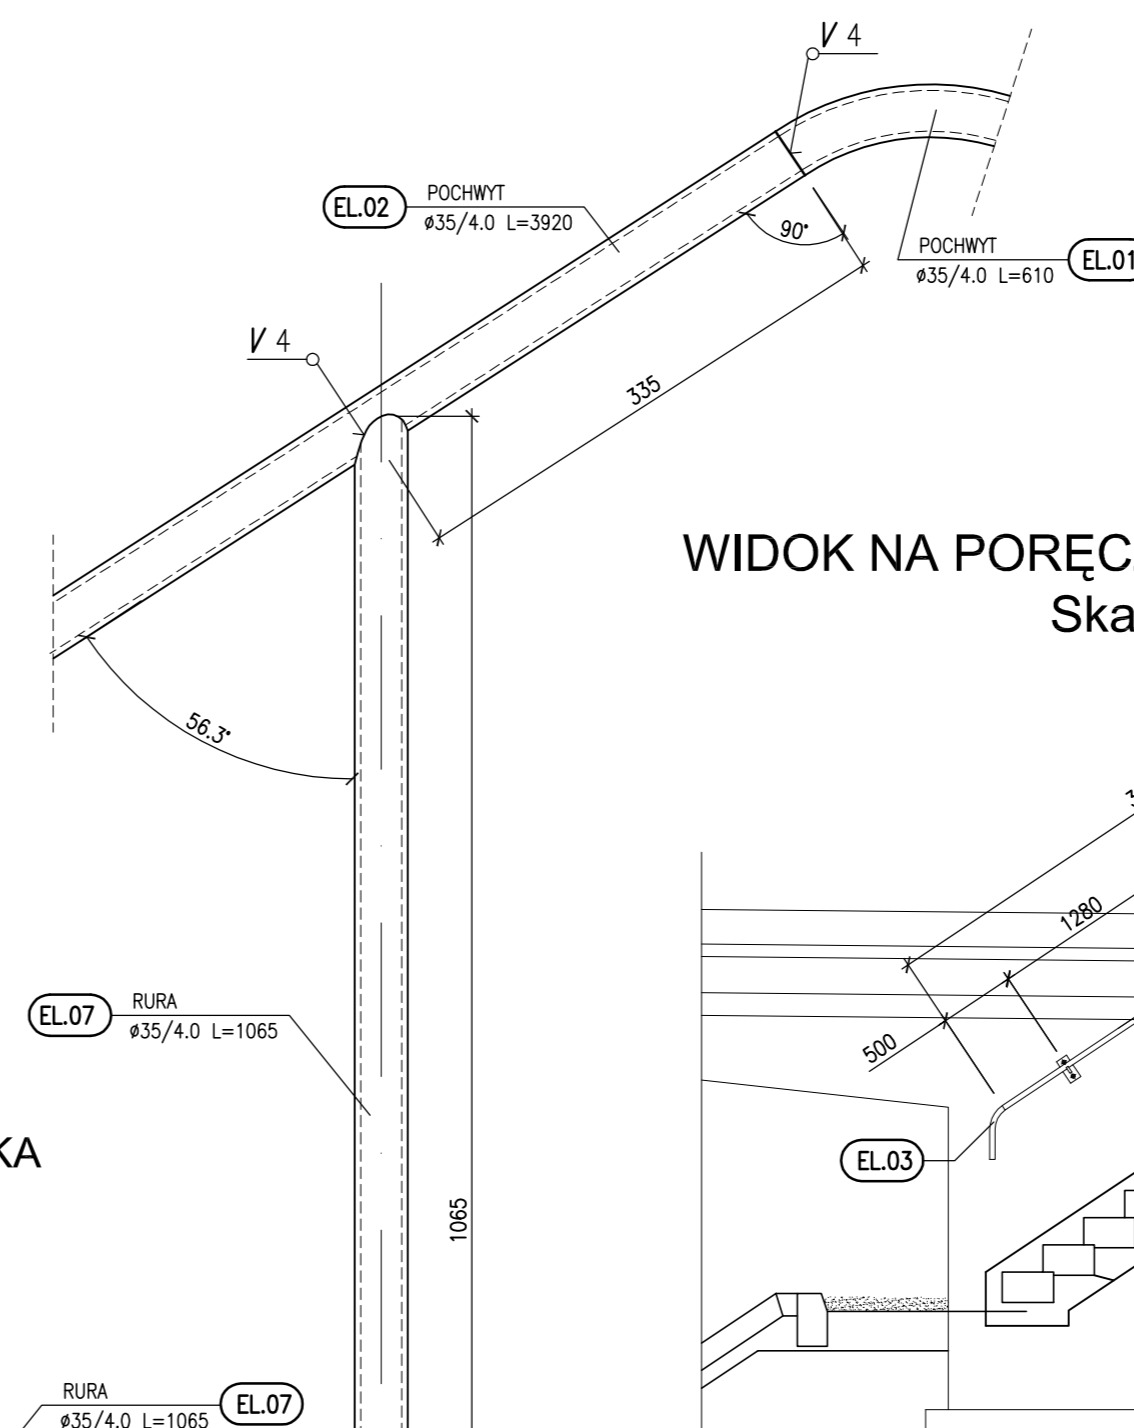 V 4
EL.02
POCHWYT
ø35/4.0 L=3920
90°
POCHWYT
ø35/4.0 L=610
EL.01
V 4
335
WIDOK NA PORĘC
Ska
56.3°
1280
EL.07
RURA
ø35/4.0 L=1065
500
KA
EL.03
1065
RURA
ø35/4.0 L=1065
EL.07